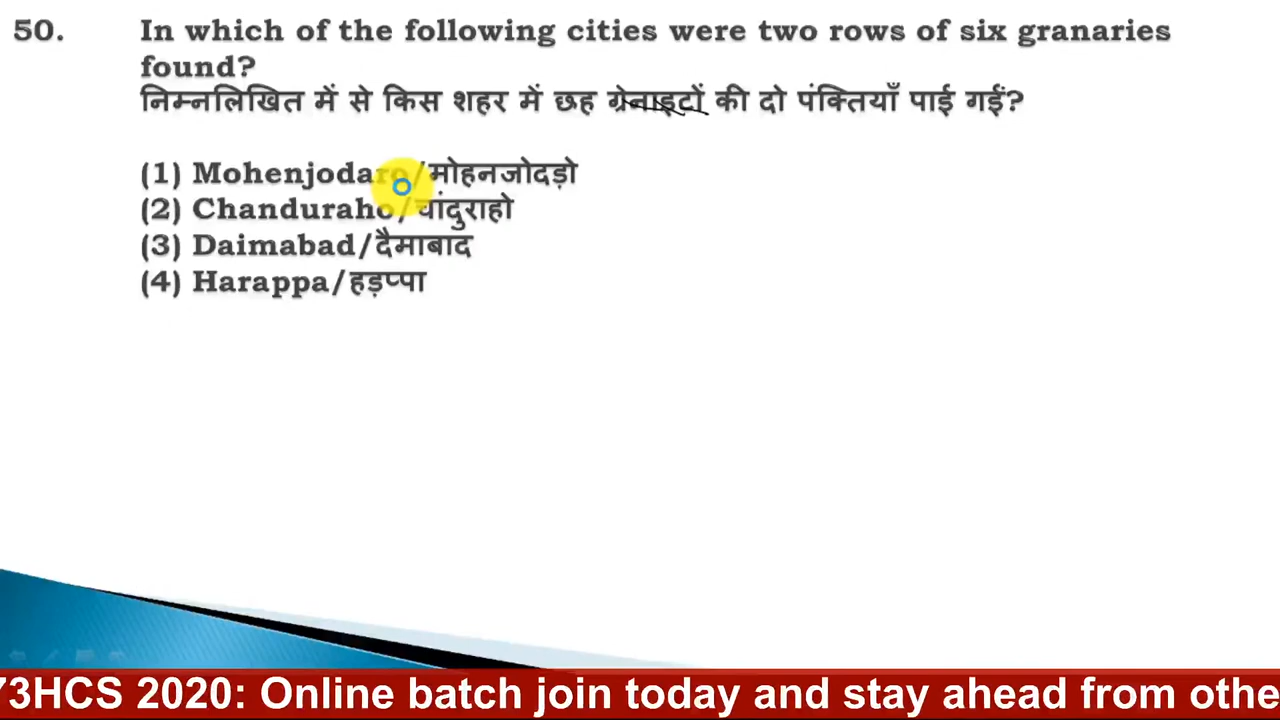 50. In which of the following cities were two rows of six granaries
found?
निम्नलिखित में से किस शहर में छह ग्रेनाइटों की दो पंक्तियाँ पाई गईं?
(1) Mohenjodaro/मोहनजोदड़ो
(2) Chanduraho/चांदुराहो
(3) Daimabad/दैमाबाद
(4) Harappa/हड़प्पा
73HCS 2020: Online batch join today and stay ahead from othe